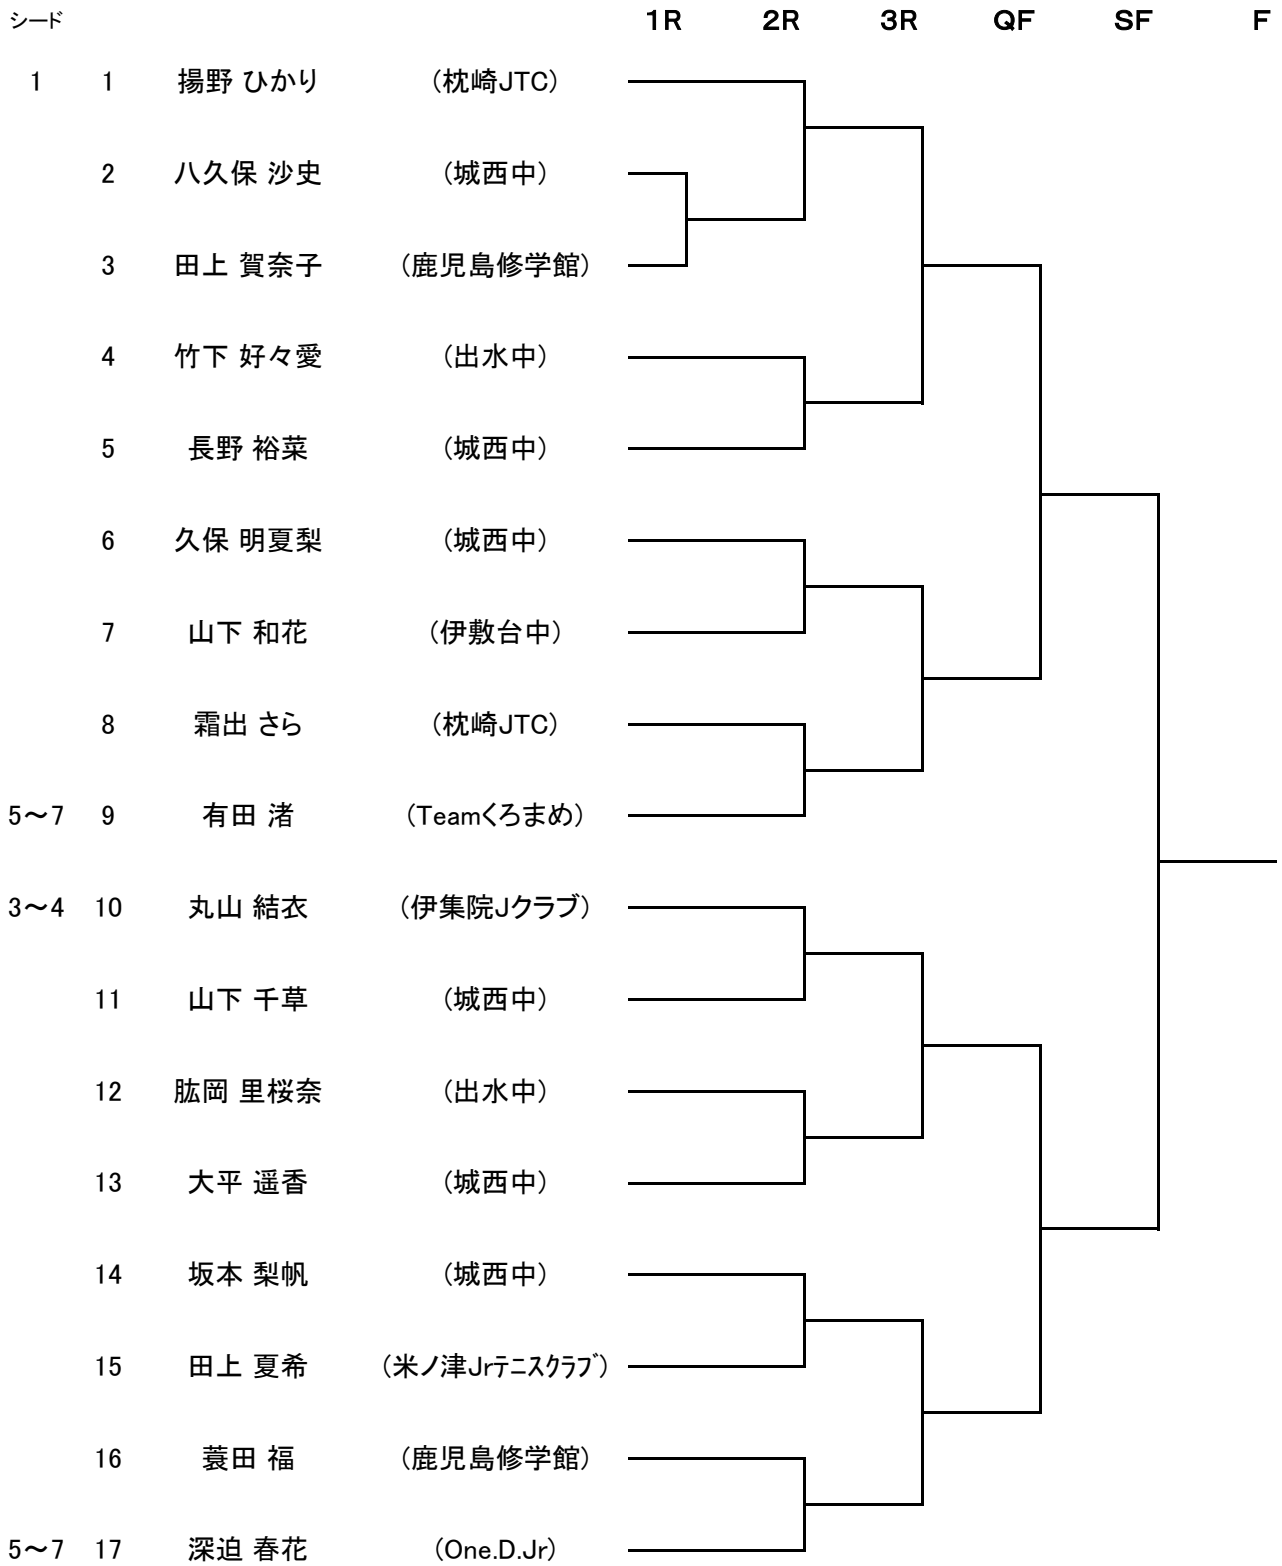 シード 1R 2R 3R QF SF F
1 1 揚野 ひかり (枕崎JTC)
2 八久保 沙史 (城西中)
3 田上 賀奈子 (鹿児島修学館)
4 竹下 好々愛 (出水中)
5 長野 裕菜 (城西中)
6 久保 明夏梨 (城西中)
7 山下 和花 (伊敷台中)
8 霜出 さら (枕崎JTC)
5～7 9 有田 渚 (Teamくろまめ)
3～4 10 丸山 結衣 (伊集院Jクラブ)
11 山下 千草 (城西中)
12 肱岡 里桜奈 (出水中)
13 大平 遥香 (城西中)
14 坂本 梨帆 (城西中)
15 田上 夏希 (米ノ津Jrﾃﾆｽｸﾗﾌﾞ)
16 蓑田 福 (鹿児島修学館)
5～7 17 深迫 春花 (One.D.Jr)